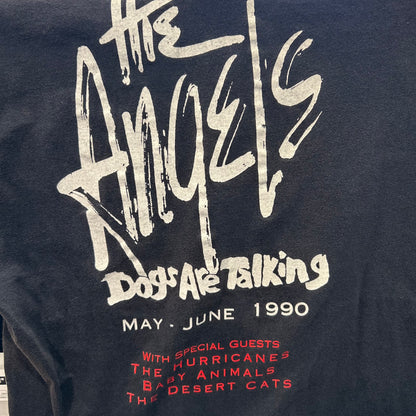 the
Angels
Dogs Are Talking
MAY - JUNE 1990
WITH SPECIAL GUESTS
THE HURRICANES
BABY ANIMALS
THE DESERT CATS